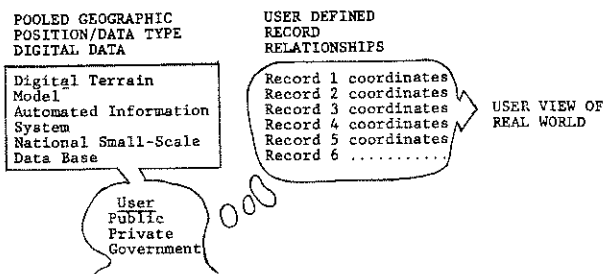 POOLED GEOGRAPHIC
POSITION/DATA TYPE
DIGITAL DATA
Digital Terrain
Model
Automated Information
System
National Small-Scale
Data Base
User
Public
Private
Government
USER DEFINED
RECORD
RELATIONSHIPS
Record 1 coordinates
Record 2 coordinates
Record 3 coordinates
Record 4 coordinates
Record 5 coordinates
Record 6 ...........
USER VIEW OF
REAL WORLD